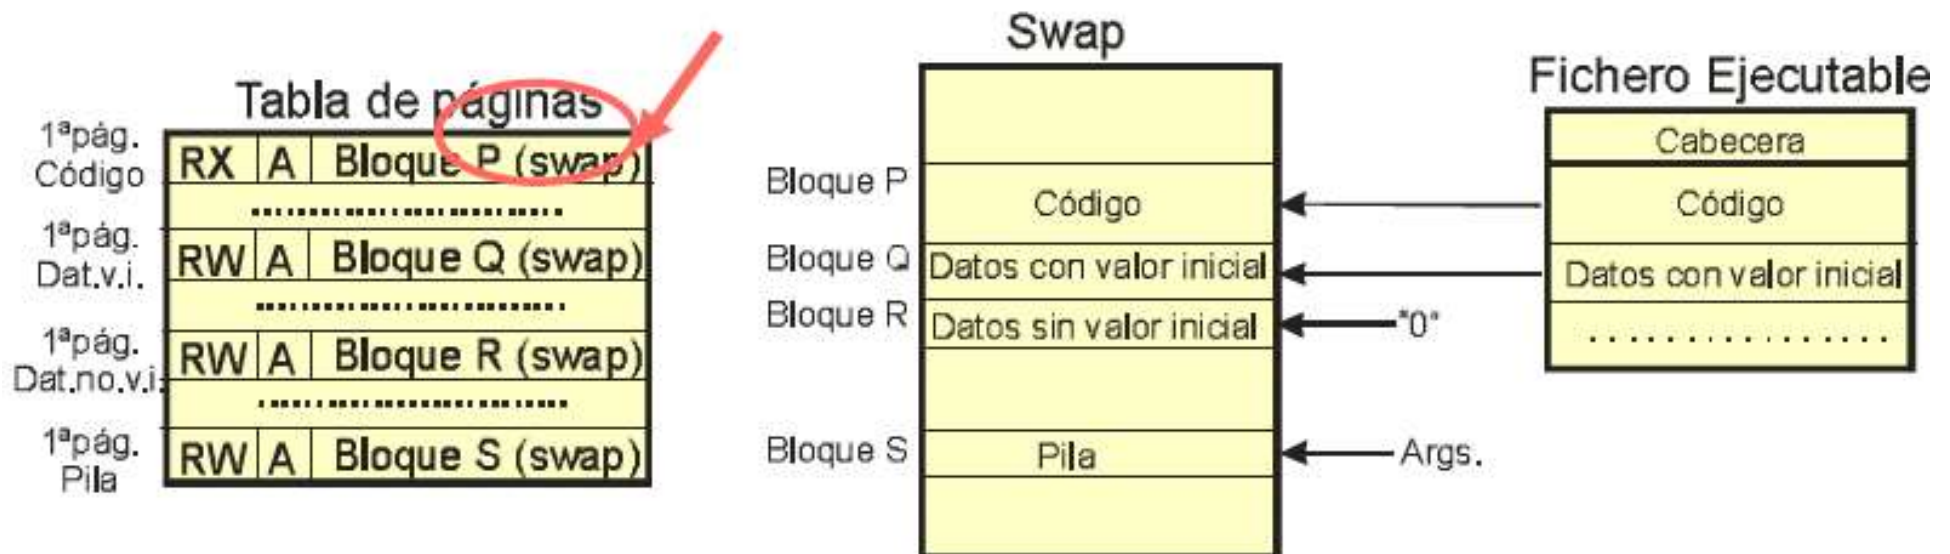 Tabla de páginas
1ªpág.
Código
RX A Bloque P (swap)
1ªpág.
Dat.v.i.
RW A Bloque Q (swap)
1ªpág.
Dat.no.v.i.
RW A Bloque R (swap)
1ªpág.
Pila
RW A Bloque S (swap)
Swap
Bloque P
Código
Bloque Q
Datos con valor inicial
Bloque R
Datos sin valor inicial
"0"
Bloque S
Pila
Args.
Fichero Ejecutable
Cabecera
Código
Datos con valor inicial